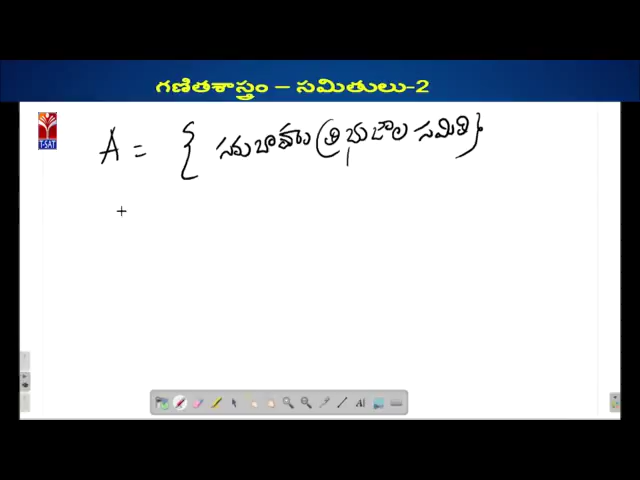 గణితశాస్త్రం – సమితులు-2
T-SAT
A = { సమబాహు త్రిభుజాల సమితి}